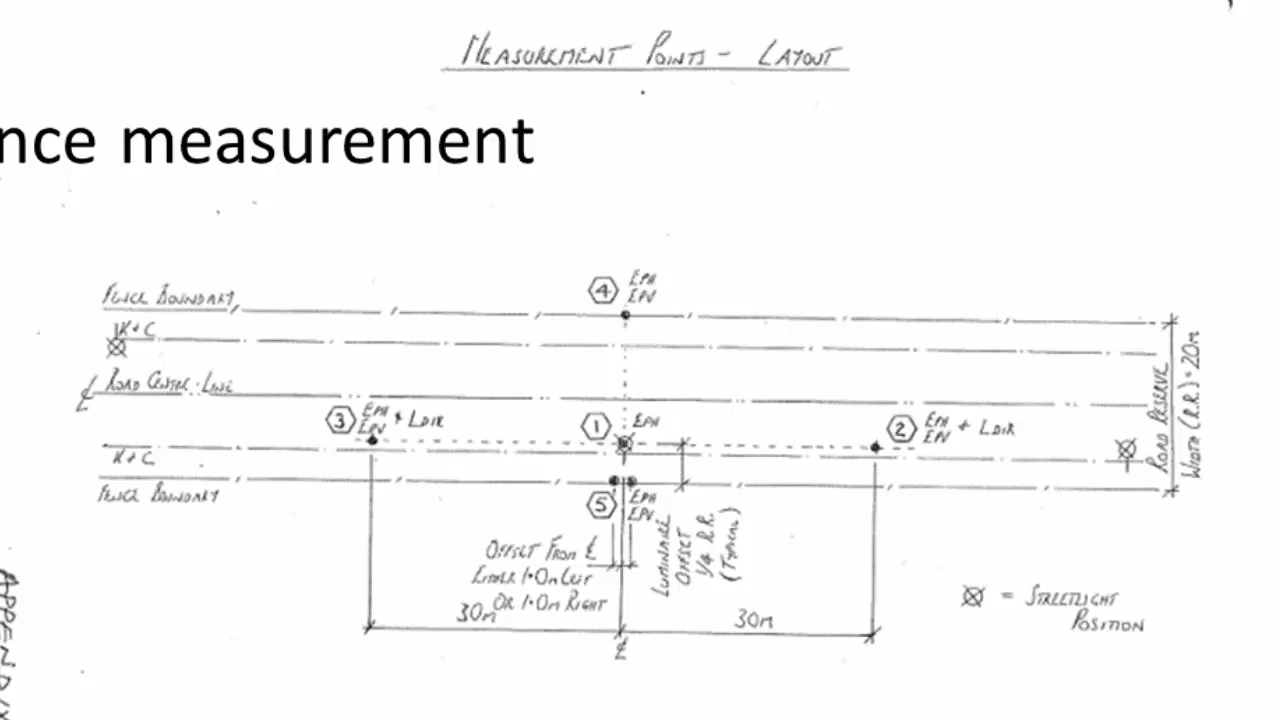 MEASUREMENT POINTS - LAYOUT
nce measurement
4 EPH
EPV
FENCE BOUNDARY
K+C
ROAD CENTRE-LINE
℄
3 EPH
EPV + LDIR
1 EPH
2 EPH
EPV + LDIR
K+C
FENCE BOUNDARY
5 EPH
EPV
ROAD RESERVE
WIDTH (R.R.) = 20m
LUMINAIRE
OFFSET
1/4 R.R.
(TYPICAL)
OFFSET FROM ℄
EITHER 1.0m LEFT
OR 1.0m RIGHT
30m
30m
℄
= STREETLIGHT
POSITION
APPENDIX